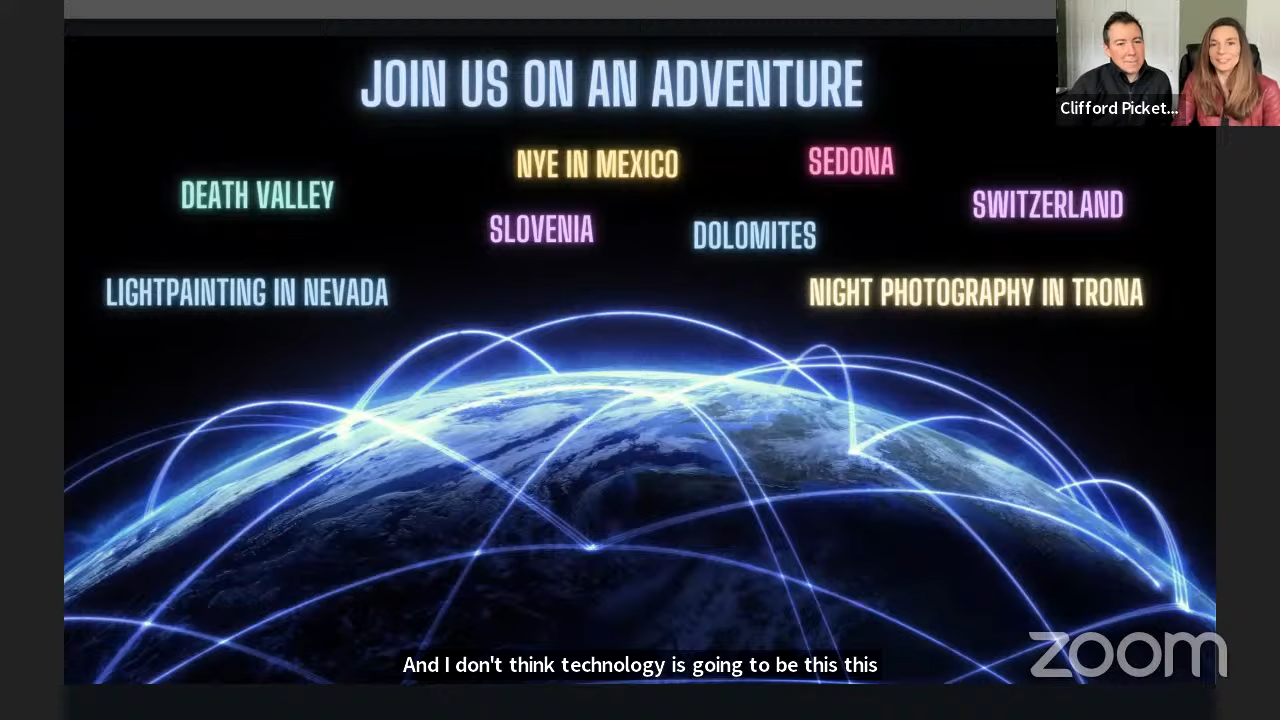 JOIN US ON AN ADVENTURE
Clifford Picket...
NYE IN MEXICO
SEDONA
DEATH VALLEY
SWITZERLAND
SLOVENIA
DOLOMITES
LIGHTPAINTING IN NEVADA
NIGHT PHOTOGRAPHY IN TRONA
And I don't think technology is going to be this this
zoom